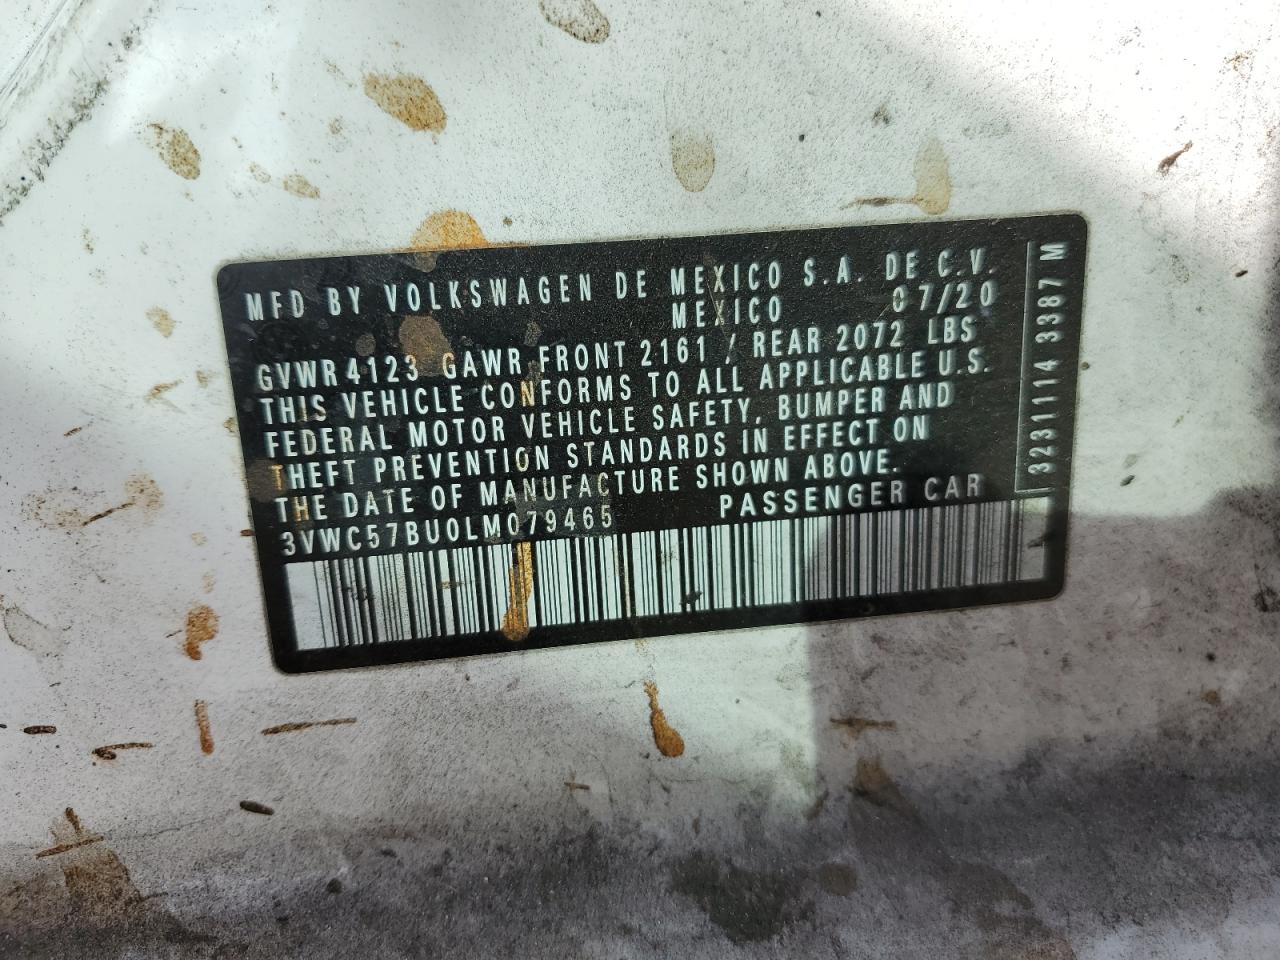 MFD BY VOLKSWAGEN DE MEXICO S.A. DE C.V.
MEXICO 07/20
GVWR 4123 GAWR FRONT 2161 / REAR 2072 LBS
THIS VEHICLE CONFORMS TO ALL APPLICABLE U.S.
FEDERAL MOTOR VEHICLE SAFETY, BUMPER AND
THEFT PREVENTION STANDARDS IN EFFECT ON
THE DATE OF MANUFACTURE SHOWN ABOVE.
3VWC57BU0LM079465 PASSENGER CAR
3231114 3387 M